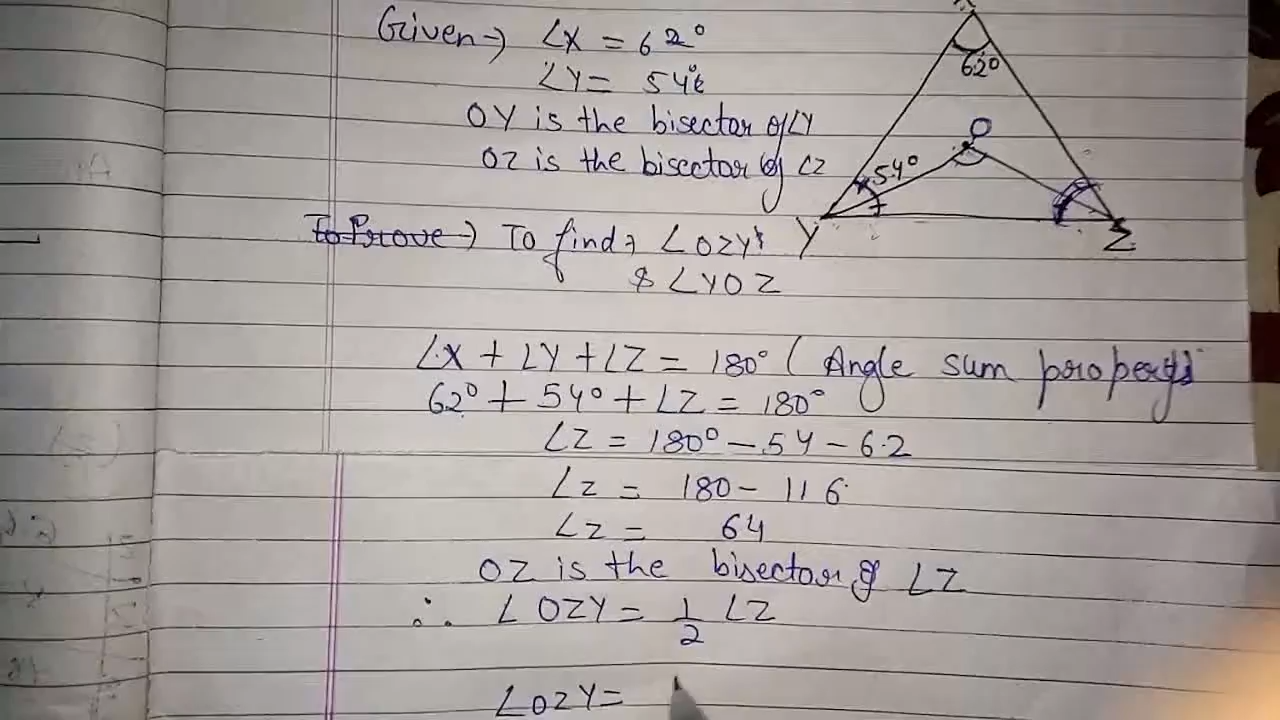 Given→ ∠X = 62°
∠Y = 54°
OY is the bisector of ∠Y
OZ is the bisector of ∠Z
X
62°
O
54°
Y
Z
To Prove→ To find→ ∠OZY
& ∠YOZ
∠X + ∠Y + ∠Z = 180° ( Angle sum property
62° + 54° + ∠Z = 180°
∠Z = 180° – 54 – 62
∠Z = 180 – 116
∠Z = 64
OZ is the bisector of ∠Z
∴ ∠OZY = 1/2 ∠Z
∠OZY =